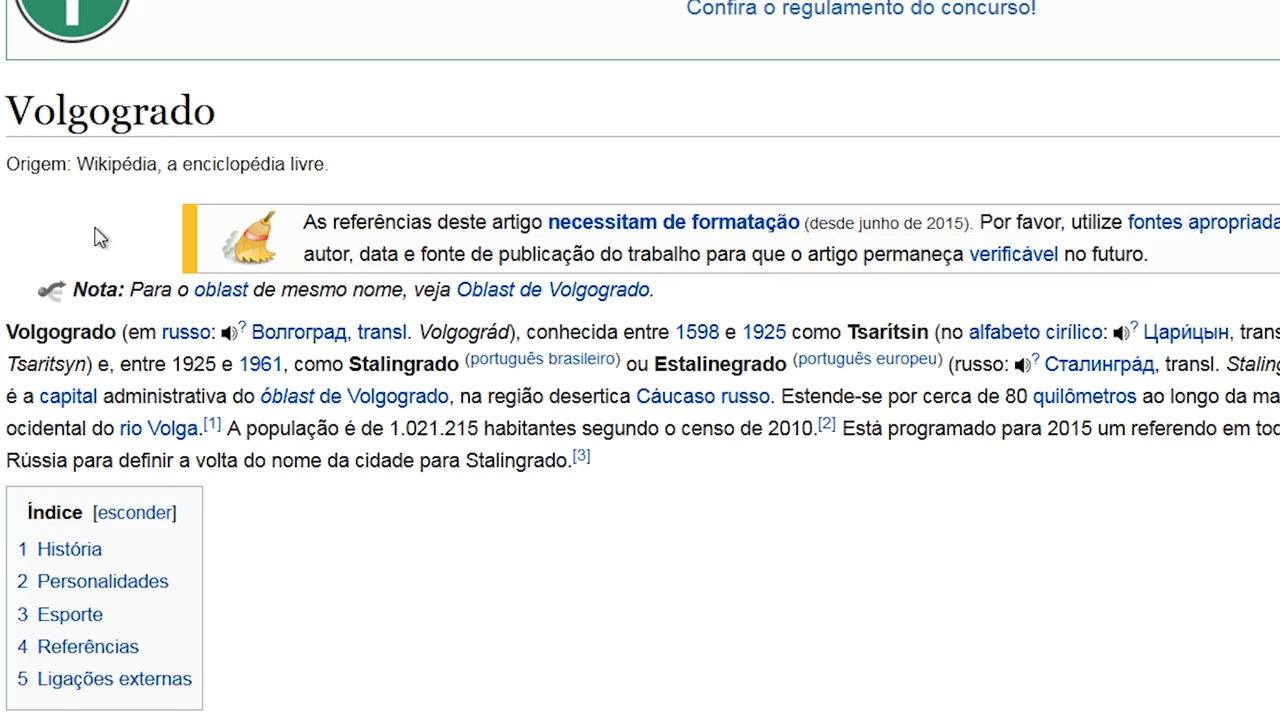 Confira o regulamento do concurso!
Volgogrado
Origem: Wikipédia, a enciclopédia livre.
As referências deste artigo necessitam de formatação (desde junho de 2015). Por favor, utilize fontes apropriada
autor, data e fonte de publicação do trabalho para que o artigo permaneça verificável no futuro.
Nota: Para o oblast de mesmo nome, veja Oblast de Volgogrado.
Volgogrado (em russo: ? Волгоград, transl. Volgográd), conhecida entre 1598 e 1925 como Tsarítsin (no alfabeto cirílico: ? Цари́цын, trans
Tsaritsyn) e, entre 1925 e 1961, como Stalingrado (português brasileiro) ou Estalinegrado (português europeu) (russo: ? Сталингра́д, transl. Staling
é a capital administrativa do óblast de Volgogrado, na região desertica Cáucaso russo. Estende-se por cerca de 80 quilômetros ao longo da ma
ocidental do rio Volga.[1] A população é de 1.021.215 habitantes segundo o censo de 2010.[2] Está programado para 2015 um referendo em tod
Rússia para definir a volta do nome da cidade para Stalingrado.[3]
Índice [esconder]
1 História
2 Personalidades
3 Esporte
4 Referências
5 Ligações externas